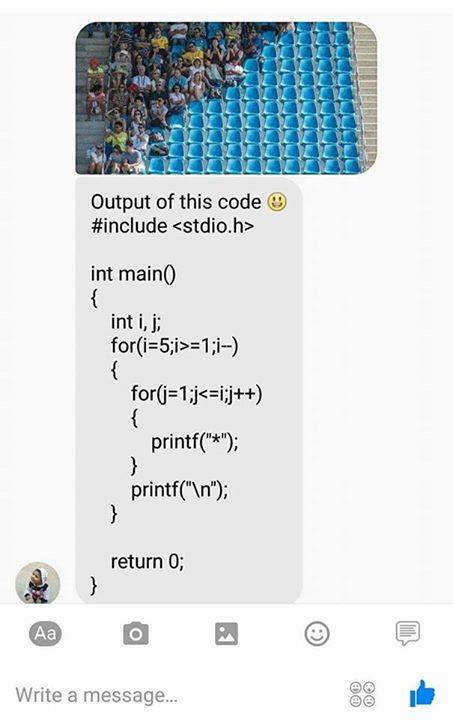 Output of this code 😃
#include <stdio.h>

int main()
{
    int i, j;
    for(i=5;i>=1;i--)
    {
        for(j=1;j<=i;j++)
        {
            printf("*");
        }
        printf("\n");
    }

    return 0;
}
Aa
Write a message...